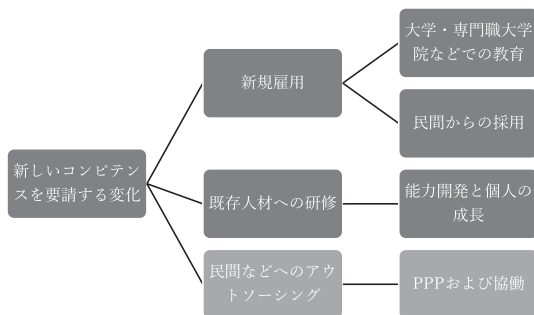 大学・専門職大学
院などでの教育
新規雇用
民間からの採用
新しいコンピテン
スを要請する変化
既存人材への研修
能力開発と個人の
成長
民間などへのアウ
トソーシング
PPPおよび協働